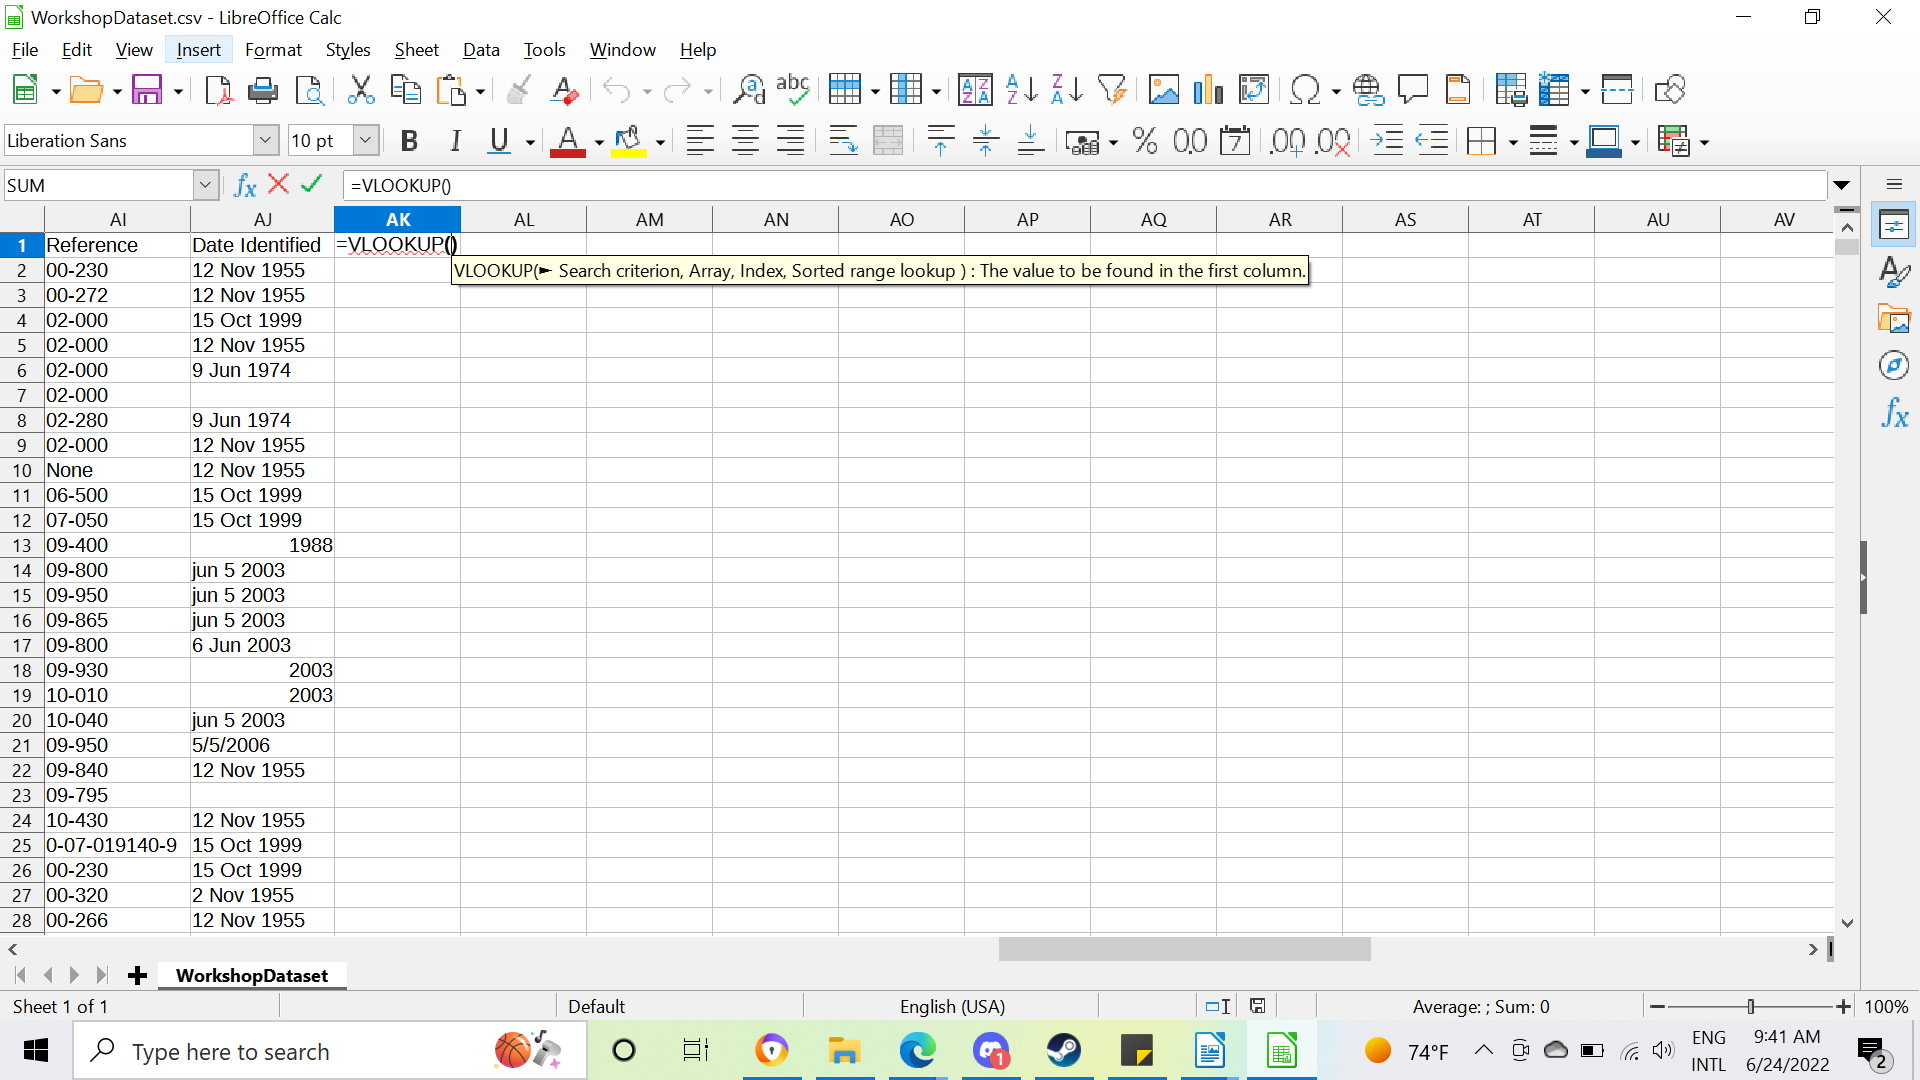 WorkshopDataset.csv - LibreOffice Calc
File Edit View Insert Format Styles Sheet Data Tools Window Help
Liberation Sans 10 pt
SUM =VLOOKUP()
AI AJ AK AL AM AN AO AP AQ AR AS AT AU AV
1 Reference Date Identified =VLOOKUP()
VLOOKUP(► Search criterion, Array, Index, Sorted range lookup ) : The value to be found in the first column.
2 00-230 12 Nov 1955
3 00-272 12 Nov 1955
4 02-000 15 Oct 1999
5 02-000 12 Nov 1955
6 02-000 9 Jun 1974
7 02-000
8 02-280 9 Jun 1974
9 02-000 12 Nov 1955
10 None 12 Nov 1955
11 06-500 15 Oct 1999
12 07-050 15 Oct 1999
13 09-400 1988
14 09-800 jun 5 2003
15 09-950 jun 5 2003
16 09-865 jun 5 2003
17 09-800 6 Jun 2003
18 09-930 2003
19 10-010 2003
20 10-040 jun 5 2003
21 09-950 5/5/2006
22 09-840 12 Nov 1955
23 09-795
24 10-430 12 Nov 1955
25 0-07-019140-9 15 Oct 1999
26 00-230 15 Oct 1999
27 00-320 2 Nov 1955
28 00-266 12 Nov 1955
WorkshopDataset
Sheet 1 of 1 Default English (USA) Average: ; Sum: 0 100%
Type here to search 1 74°F ENG 9:41 AM
INTL 6/24/2022 2